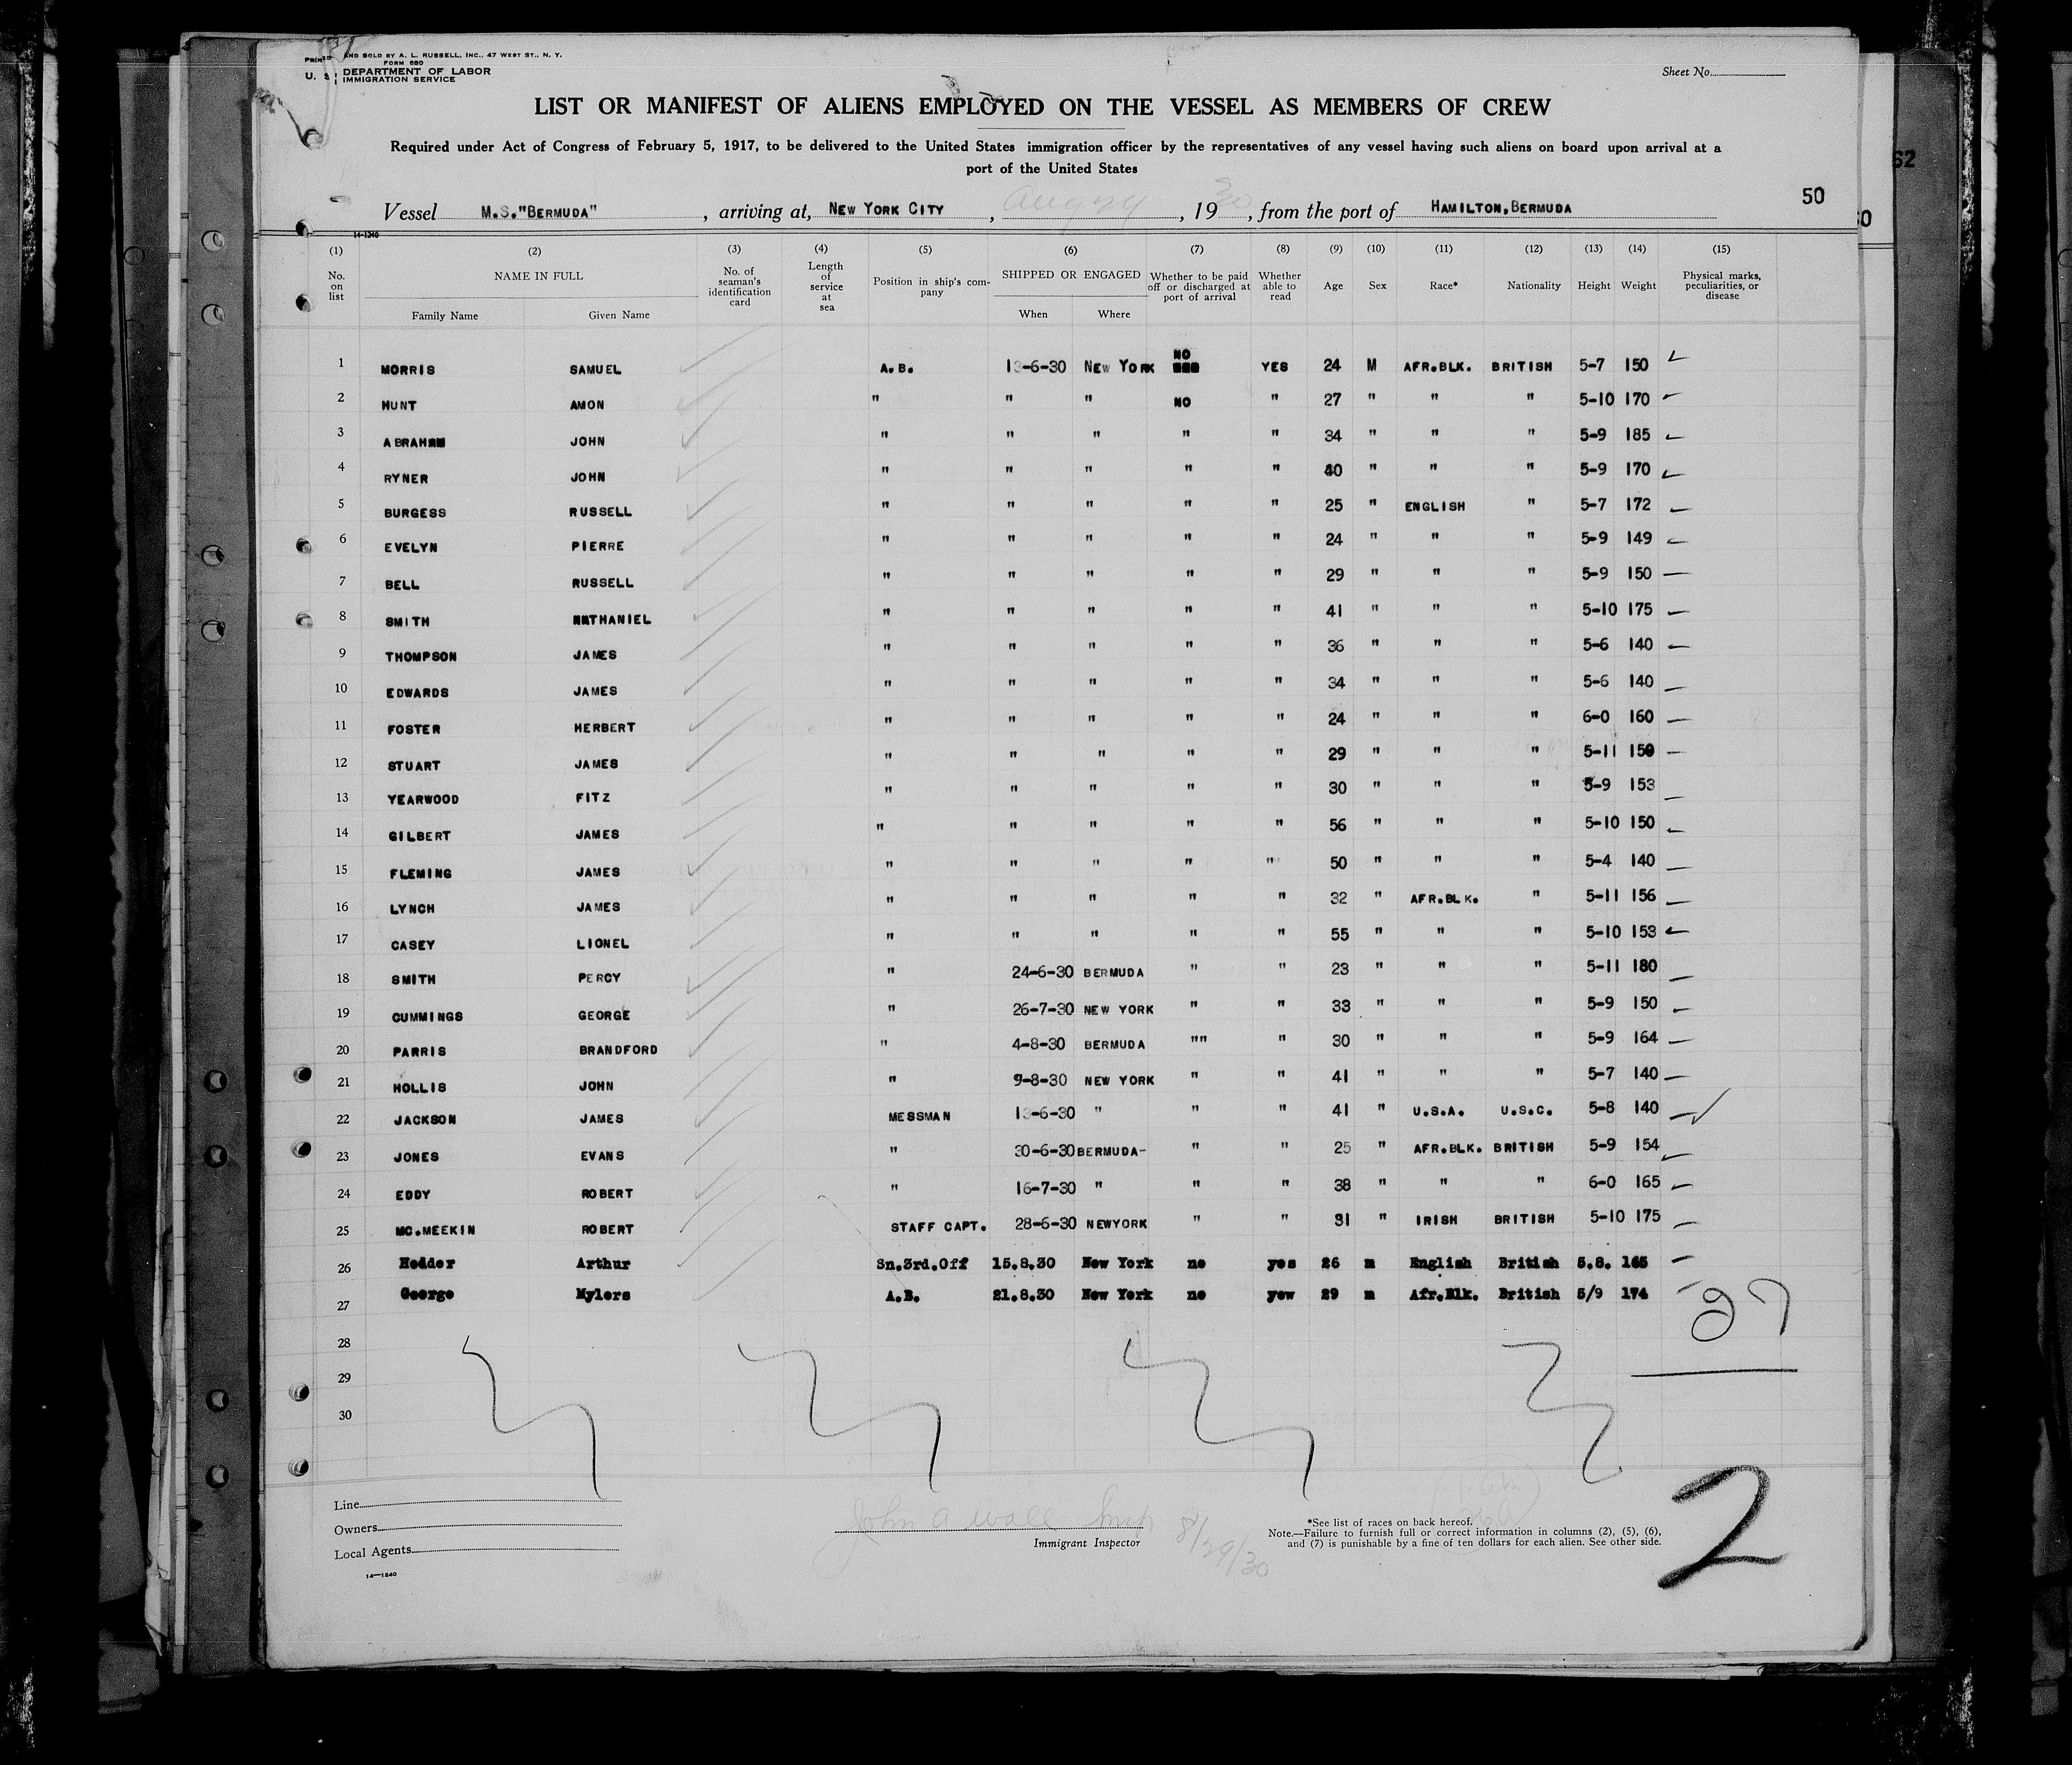 PRINTED AND SOLD BY A. L. RUSSELL, INC., 47 WEST ST., N. Y.
FORM 680
U. S. DEPARTMENT OF LABOR
IMMIGRATION SERVICE
Sheet No.
LIST OR MANIFEST OF ALIENS EMPLOYED ON THE VESSEL AS MEMBERS OF CREW
Required under Act of Congress of February 5, 1917, to be delivered to the United States immigration officer by the representatives of any vessel having such aliens on board upon arrival at a
port of the United States
62
50
Vessel M.S."BERMUDA", arriving at, NEW YORK CITY, Aug 29, 1930, from the port of HAMILTON,BERMUDA
14-1240
(1) (2) (3) (4) (5) (6) (7) (8) (9) (10) (11) (12) (13) (14) (15)
No. on list NAME IN FULL Family Name Given Name No. of seaman's identification card Length of service at sea Position in ship's company SHIPPED OR ENGAGED When Where Whether to be paid off or discharged at port of arrival Whether able to read Age Sex Race* Nationality Height Weight Physical marks, peculiarities, or disease
1 MORRIS SAMUEL A.B. 13-6-30 NEW YORK NO YES 24 M AFR.BLK. BRITISH 5-7 150
2 HUNT AMON " " " NO " 27 " " " 5-10 170
3 ABRAHAM JOHN " " " " " 34 " " " 5-9 185
4 RYNER JOHN " " " " " 40 " " " 5-9 170
5 BURGESS RUSSELL " " " " " 25 " ENGLISH " 5-7 172
6 EVELYN PIERRE " " " " " 24 " " " 5-9 149
7 BELL RUSSELL " " " " " 29 " " " 5-9 150
8 SMITH NATHANIEL " " " " " 41 " " " 5-10 175
9 THOMPSON JAMES " " " " " 36 " " " 5-6 140
10 EDWARDS JAMES " " " " " 34 " " " 5-6 140
11 FOSTER HERBERT " " " " " 24 " " " 6-0 160
12 STUART JAMES " " " " " 29 " " " 5-11 150
13 YEARWOOD FITZ " " " " " 30 " " " 5-9 153
14 GILBERT JAMES " " " " " 56 " " " 5-10 150
15 FLEMING JAMES " " " " " 50 " " " 5-4 140
16 LYNCH JAMES " " " " " 32 " AFR.BLK. " 5-11 156
17 CASEY LIONEL " " " " " 55 " " " 5-10 153
18 SMITH PERCY " 24-6-30 BERMUDA " " 23 " " " 5-11 180
19 CUMMINGS GEORGE " 26-7-30 NEW YORK " " 33 " " " 5-9 150
20 PARRIS BRANDFORD " 4-8-30 BERMUDA "" " 30 " " " 5-9 164
21 HOLLIS JOHN " 9-8-30 NEW YORK " " 41 " " " 5-7 140
22 JACKSON JAMES MESSMAN 13-6-30 " " " 41 " U.S.A. U.S.C. 5-8 140
23 JONES EVANS " 30-6-30 BERMUDA- " " 25 " AFR.BLK. BRITISH 5-9 154
24 EDDY ROBERT " 16-7-30 " " " 38 " " " 6-0 165
25 MC.MEEKIN ROBERT STAFF CAPT. 28-6-30 NEWYORK " " 31 " IRISH BRITISH 5-10 175
26 Hedder Arthur Sn.3rd.Off 15.8.30 New York no yes 26 m English British 5.8. 165
27 George Mylers A.B. 21.8.30 New York no yew 29 m Afr.Blk. British 5/9 174
27
28
29
30
Line
Owners
Local Agents
14-1240
John A Wall Insp 8/29/30
Immigrant Inspector
*See list of races on back hereof.
Note.—Failure to furnish full or correct information in columns (2), (5), (6),
and (7) is punishable by a fine of ten dollars for each alien. See other side.
2